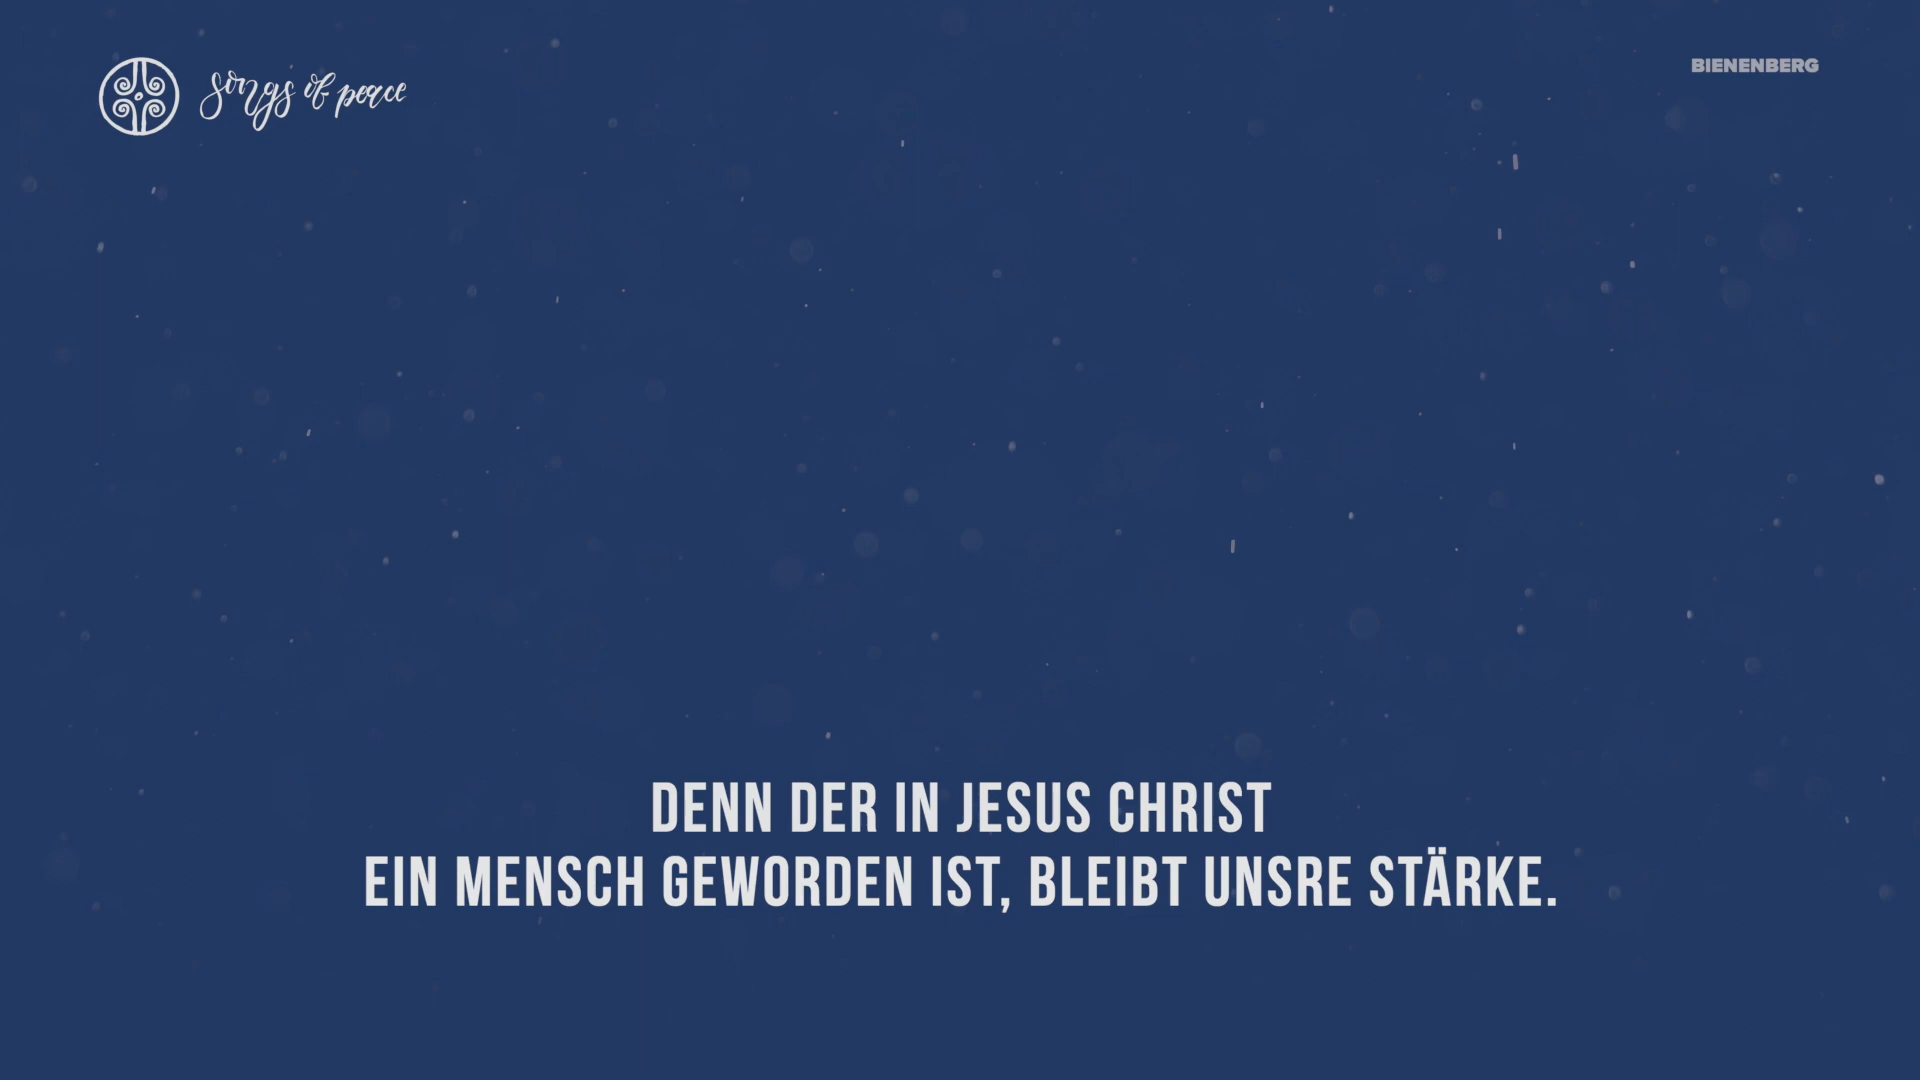 songs of peace
BIENENBERG
DENN DER IN JESUS CHRIST
EIN MENSCH GEWORDEN IST, BLEIBT UNSRE STÄRKE.